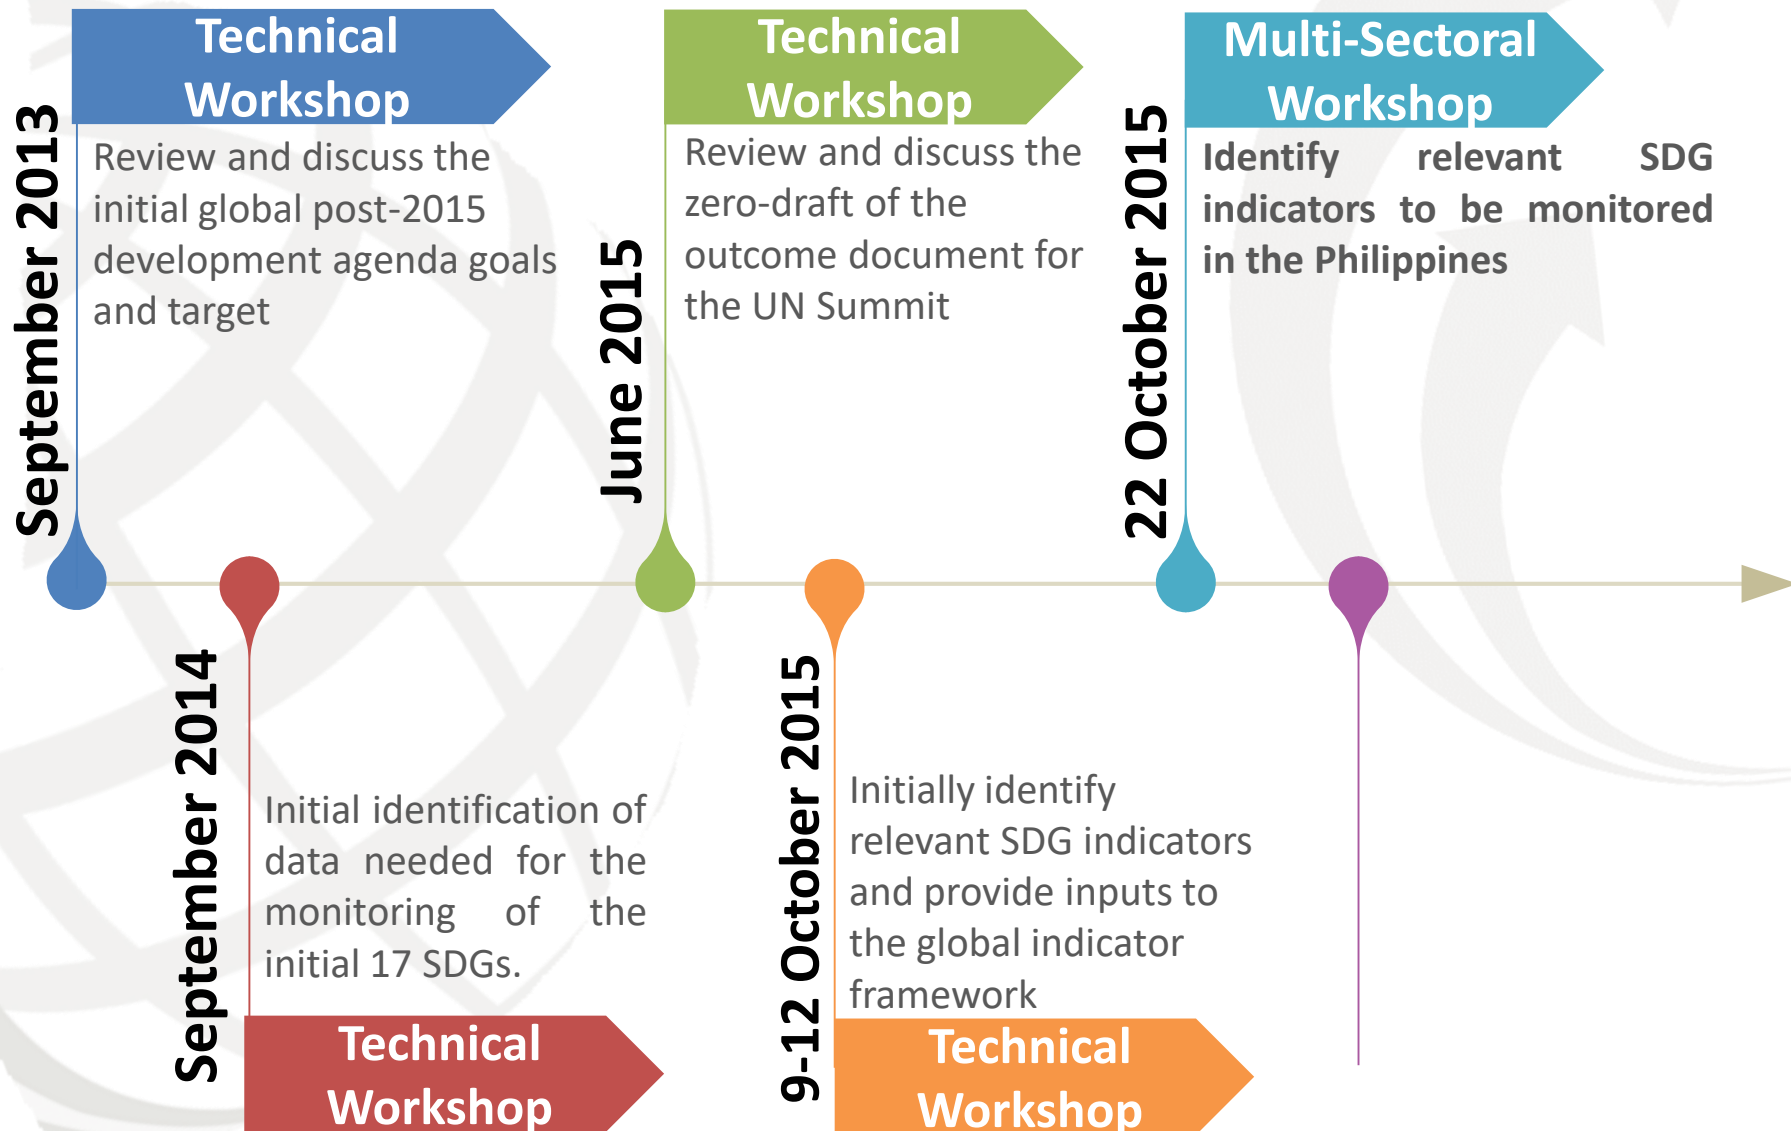 September 2013
Technical
Workshop
Review and discuss the
initial global post-2015
development agenda goals
and target
September 2014
Initial identification of
data needed for the
monitoring of the
initial 17 SDGs.
Technical
Workshop
June 2015
Technical
Workshop
Review and discuss the
zero-draft of the
outcome document for
the UN Summit
9-12 October 2015
Initially identify
relevant SDG indicators
and provide inputs to
the global indicator
framework
Technical
Workshop
22 October 2015
Multi-Sectoral
Workshop
Identify relevant SDG
indicators to be monitored
in the Philippines